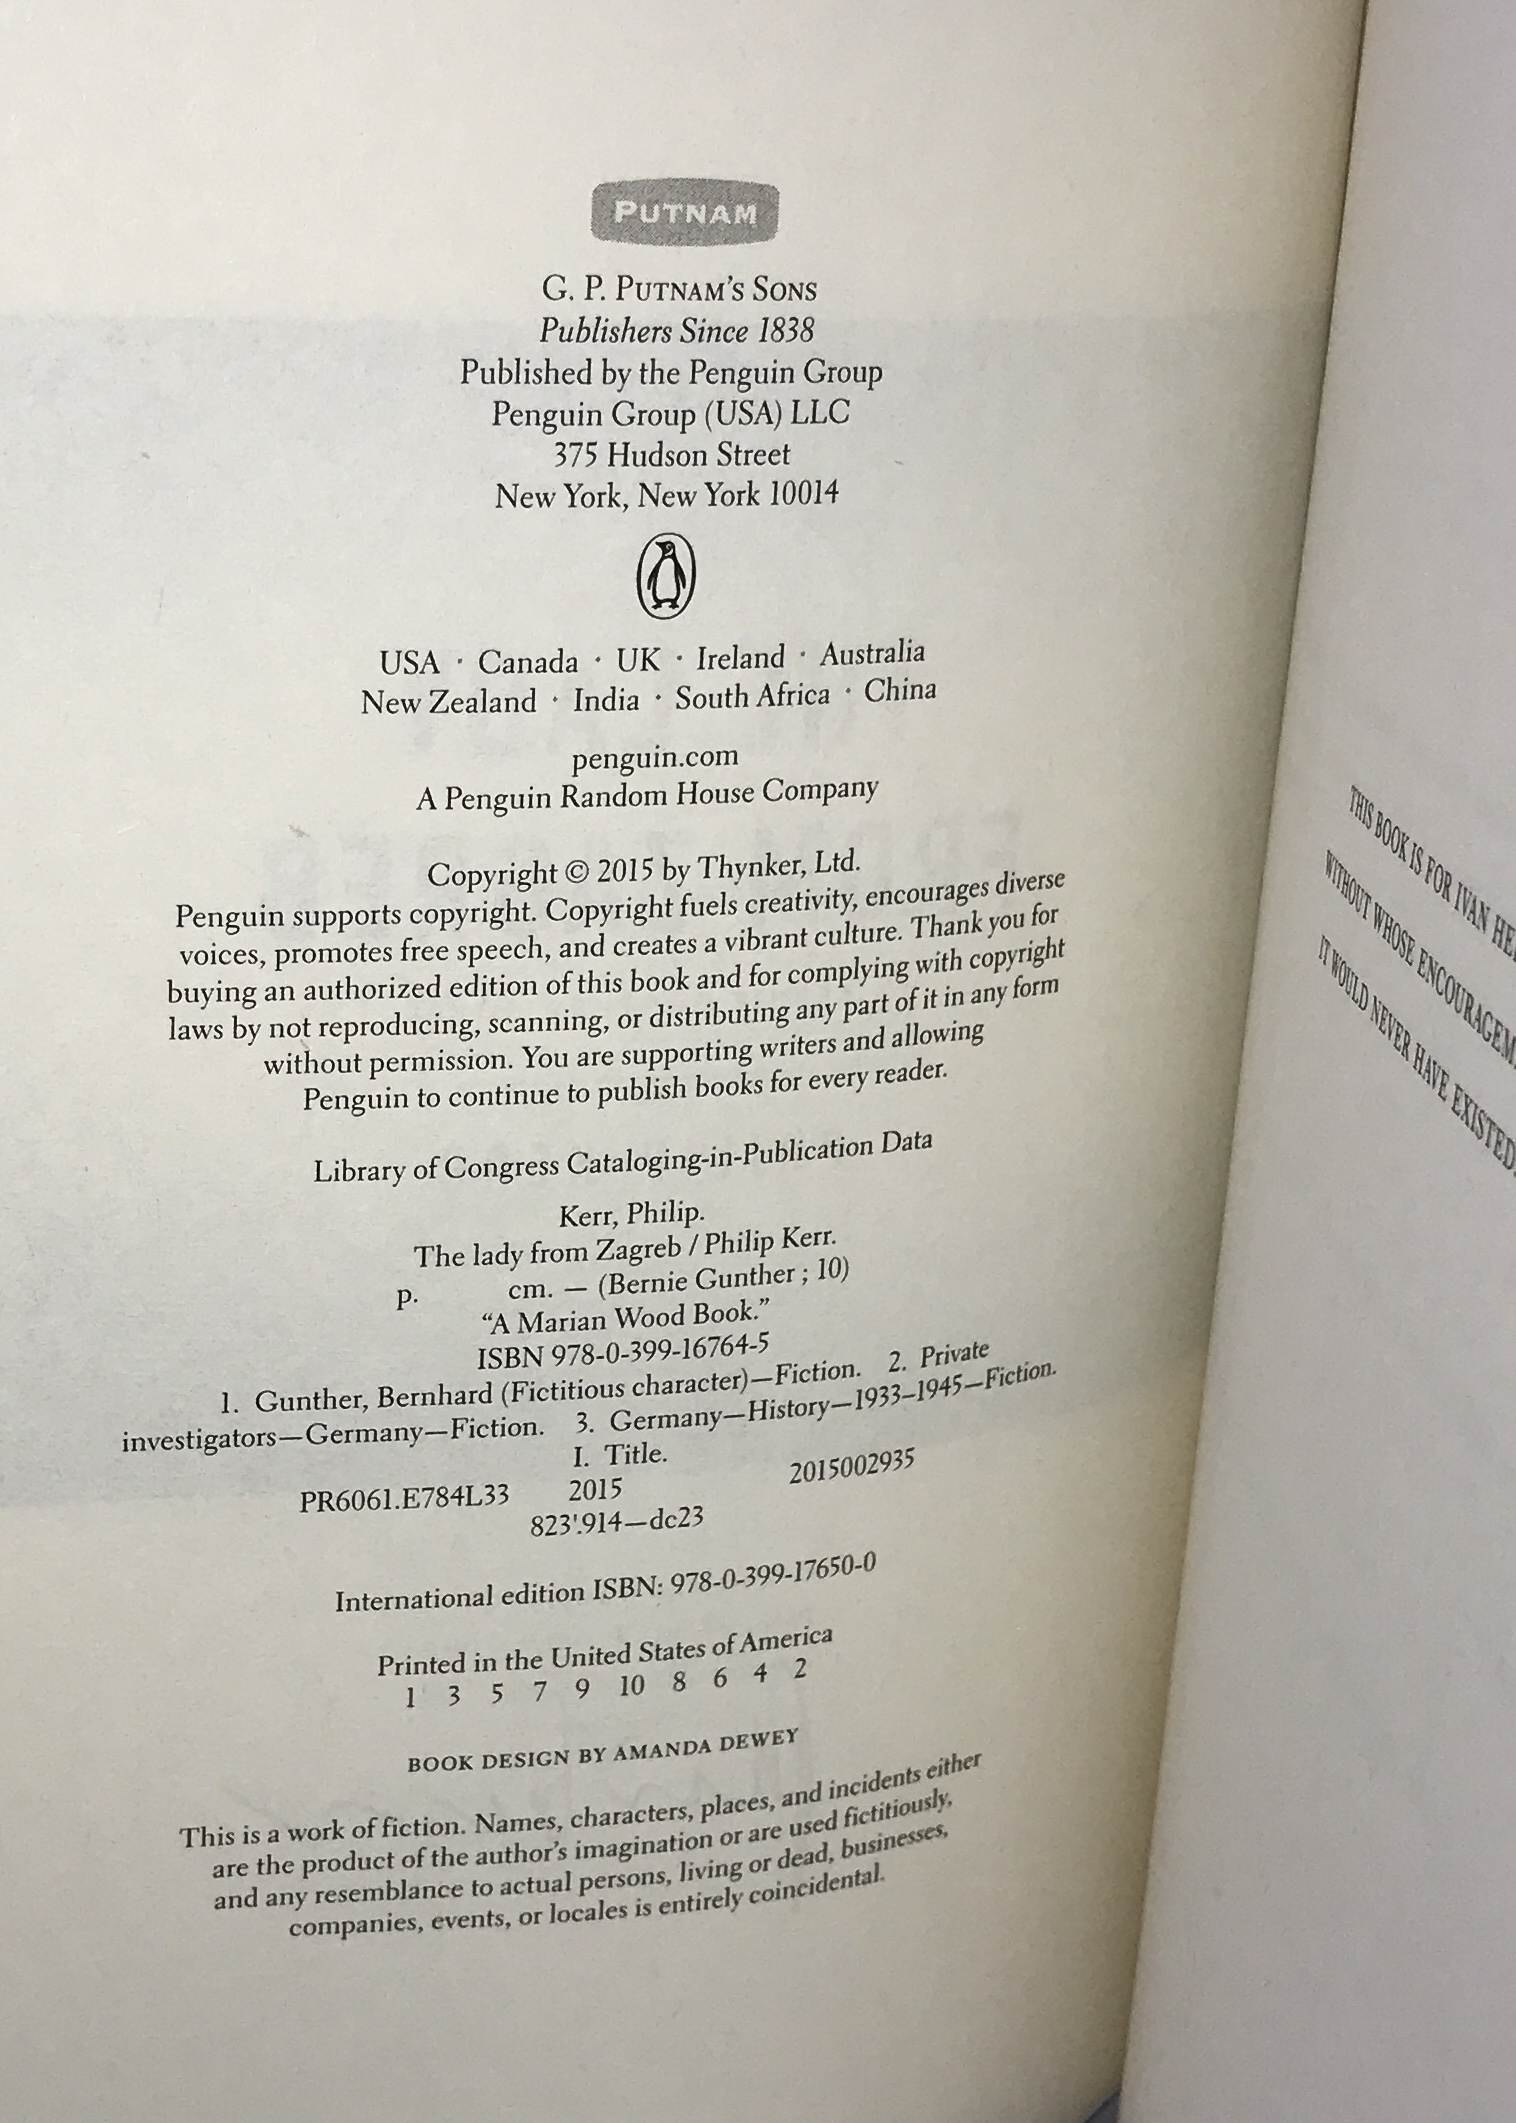 PUTNAM
G. P. PUTNAM'S SONS
Publishers Since 1838
Published by the Penguin Group
Penguin Group (USA) LLC
375 Hudson Street
New York, New York 10014
USA · Canada · UK · Ireland · Australia
New Zealand · India · South Africa · China
penguin.com
A Penguin Random House Company
Copyright © 2015 by Thynker, Ltd.
Penguin supports copyright. Copyright fuels creativity, encourages diverse
voices, promotes free speech, and creates a vibrant culture. Thank you for
buying an authorized edition of this book and for complying with copyright
laws by not reproducing, scanning, or distributing any part of it in any form
without permission. You are supporting writers and allowing
Penguin to continue to publish books for every reader.
Library of Congress Cataloging-in-Publication Data
Kerr, Philip.
The lady from Zagreb / Philip Kerr.
p. cm. — (Bernie Gunther ; 10)
“A Marian Wood Book.”
ISBN 978-0-399-16764-5
1. Gunther, Bernhard (Fictitious character)—Fiction. 2. Private
investigators—Germany—Fiction. 3. Germany—History—1933–1945—Fiction.
I. Title.
PR6061.E784L33 2015 2015002935
823'.914—dc23
International edition ISBN: 978-0-399-17650-0
Printed in the United States of America
1 3 5 7 9 10 8 6 4 2
BOOK DESIGN BY AMANDA DEWEY
This is a work of fiction. Names, characters, places, and incidents either
are the product of the author's imagination or are used fictitiously,
and any resemblance to actual persons, living or dead, businesses,
companies, events, or locales is entirely coincidental.
THIS BOOK IS FOR IVAN
WITHOUT WHOSE
IT WOULD NEVER HAVE EXISTED.